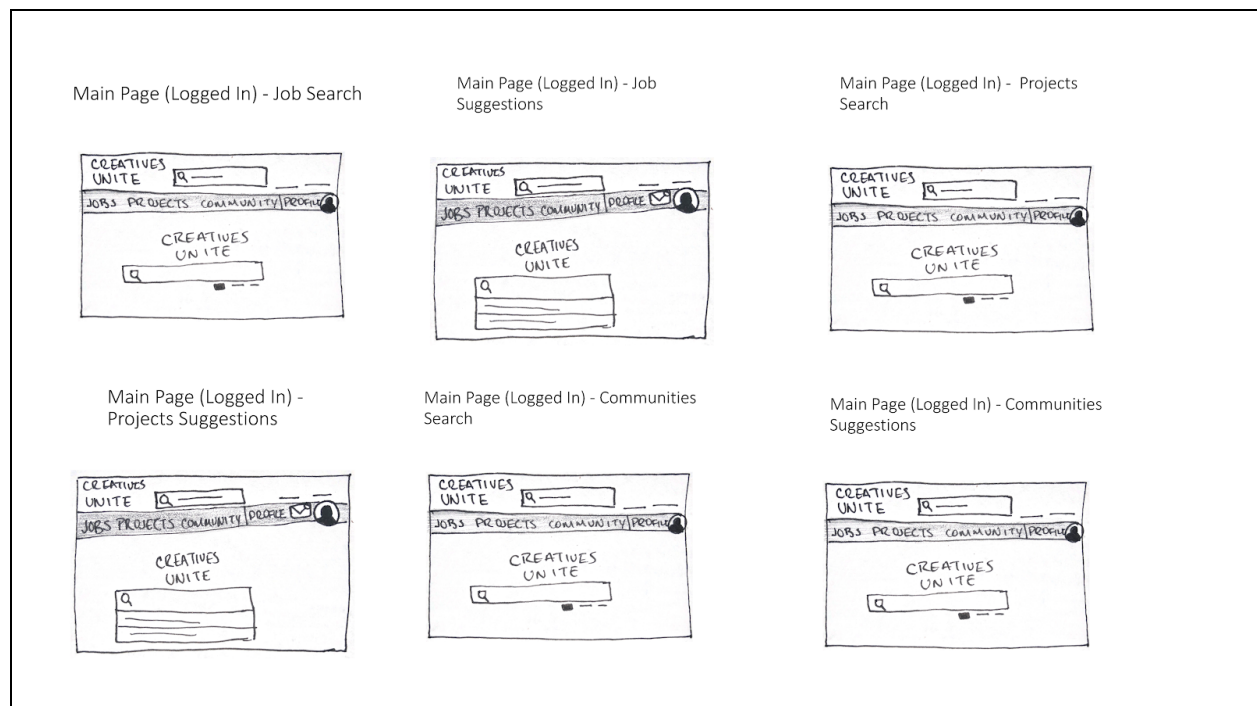 Main Page (Logged In) - Job Search
CREATIVES
UNITE
JOBS PROJECTS COMMUNITY PROFILE
CREATIVES
UNITE
Main Page (Logged In) - Job
Suggestions
CREATIVES
UNITE
JOBS PROJECTS COMMUNITY PROFILE
CREATIVES
UNITE
Main Page (Logged In) - Projects
Search
CREATIVES
UNITE
JOBS PROJECTS COMMUNITY PROFILE
CREATIVES
UNITE
Main Page (Logged In) -
Projects Suggestions
CREATIVES
UNITE
JOBS PROJECTS COMMUNITY PROFILE
CREATIVES
UNITE
Main Page (Logged In) - Communities
Search
CREATIVES
UNITE
JOBS PROJECTS COMMUNITY PROFILE
CREATIVES
UNITE
Main Page (Logged In) - Communities
Suggestions
CREATIVES
UNITE
JOBS PROJECTS COMMUNITY PROFILE
CREATIVES
UNITE